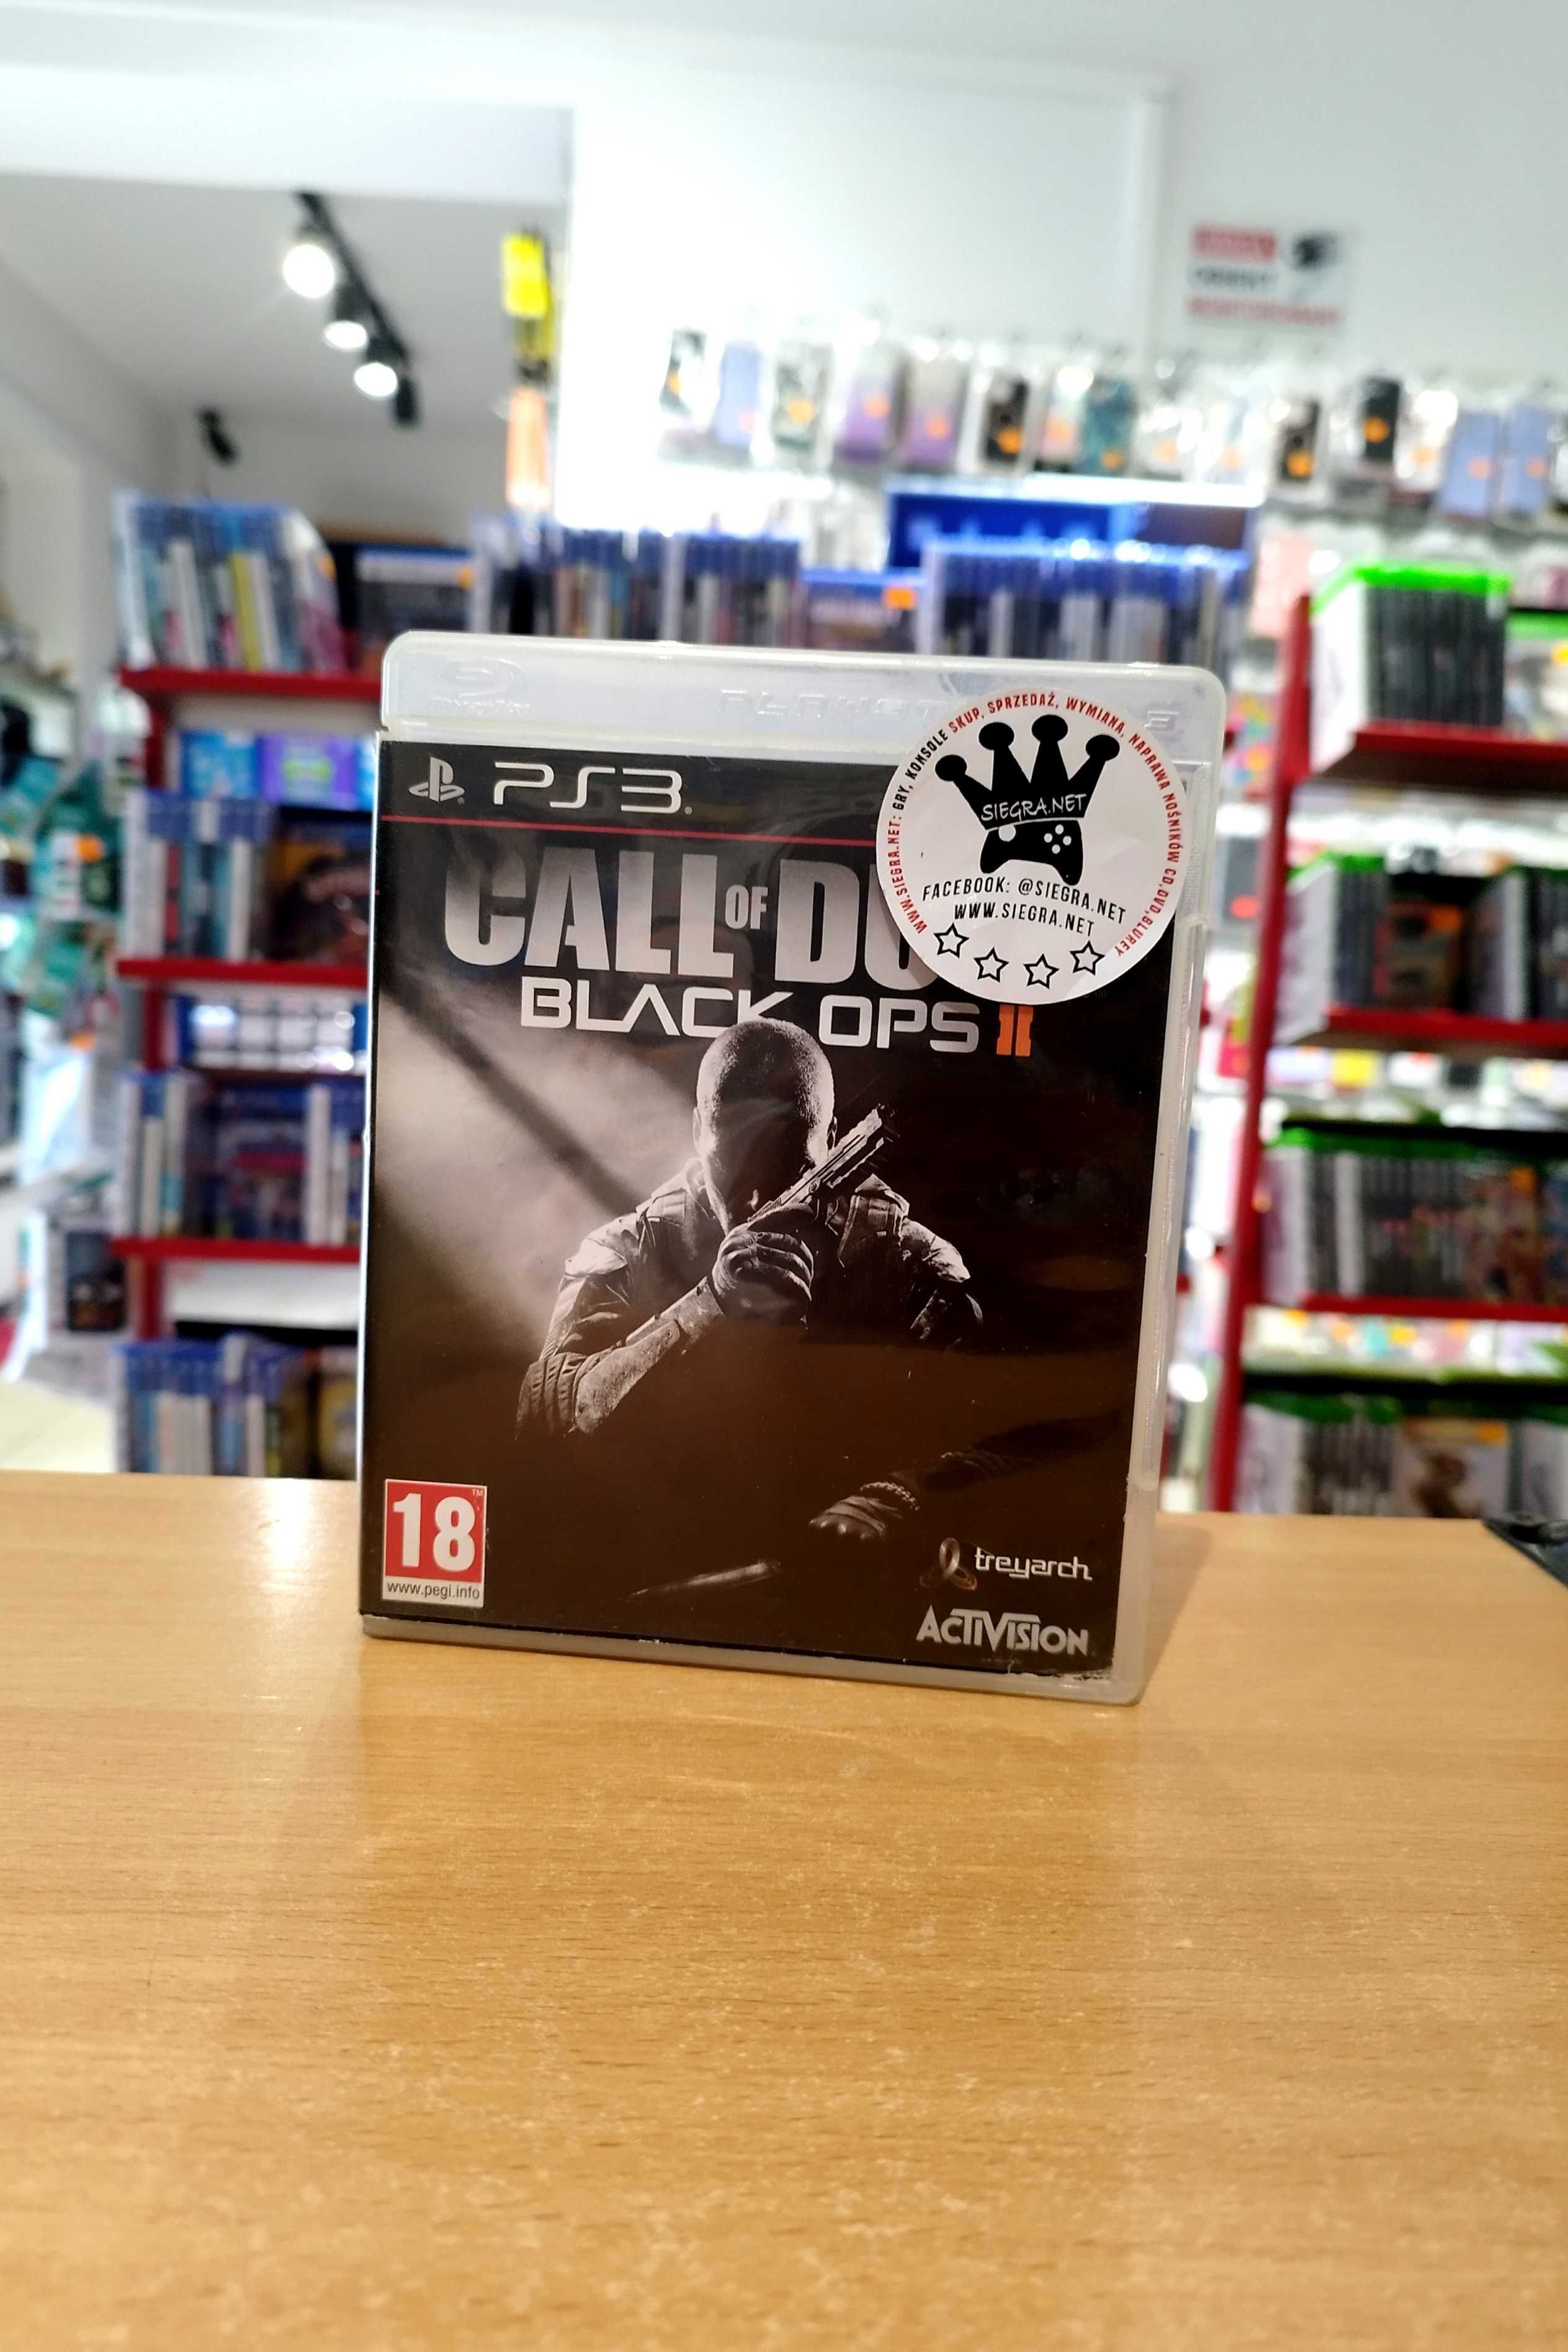 PS3
WWW.SIEGRA.NET: GRY, KONSOLE SKUP, SPRZEDAŻ, WYMIANA, NAPRAWA NOŚNIKÓW CD,DVD,BLUREY
SIEGRA.NET
FACEBOOK: @SIEGRA.NET
WWW.SIEGRA.NET
CALL OF DU
BLACK OPS II
18
www.pegi.info
treyarch
ACTIVISION